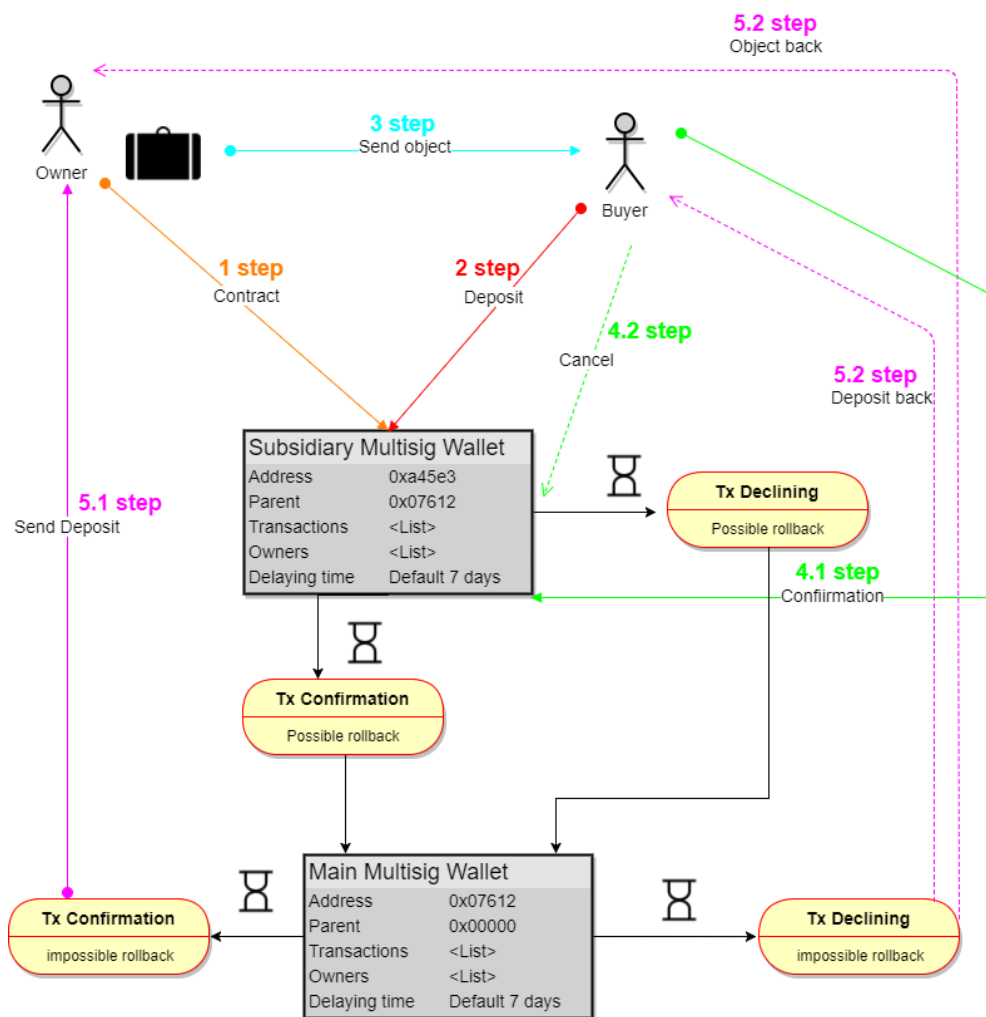 5.2 step
Object back
Owner
3 step
Send object
Buyer
1 step
Contract
2 step
Deposit
4.2 step
Cancel
5.2 step
Deposit back
Subsidiary Multisig Wallet
Address 0xa45e3
Parent 0x07612
Transactions <List>
Owners <List>
Delaying time Default 7 days
5.1 step
Send Deposit
Tx Declining
Possible rollback
4.1 step
Confiirmation
Tx Confirmation
Possible rollback
Main Multisig Wallet
Address 0x07612
Parent 0x00000
Transactions <List>
Owners <List>
Delaying time Default 7 days
Tx Confirmation
impossible rollback
Tx Declining
impossible rollback